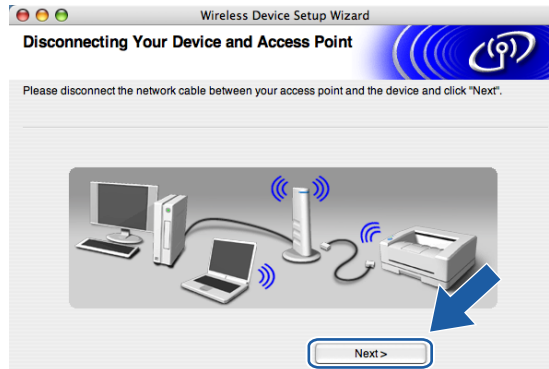 Wireless Device Setup Wizard
Disconnecting Your Device and Access Point
Please disconnect the network cable between your access point and the device and click "Next".
Next >